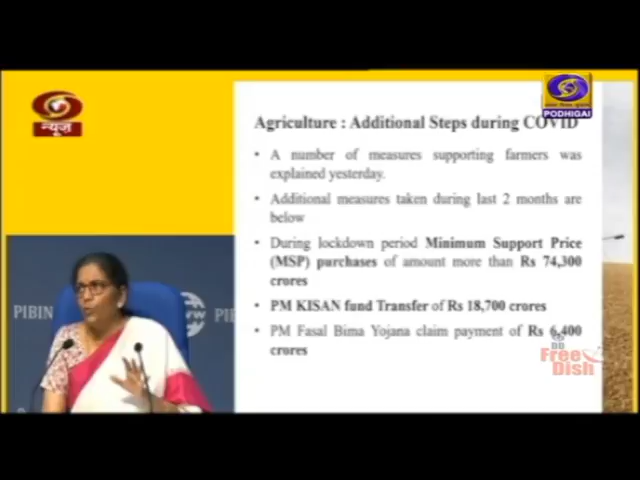 न्यूज़
PODHIGAI
Agriculture : Additional Steps during COVID
• A number of measures supporting farmers was
explained yesterday.
• Additional measures taken during last 2 months are
below
• During lockdown period Minimum Support Price
(MSP) purchases of amount more than Rs 74,300
crores
• PM KISAN fund Transfer of Rs 18,700 crores
• PM Fasal Bima Yojana claim payment of Rs 6,400
crores
DD
Free
Dish
PIBIN